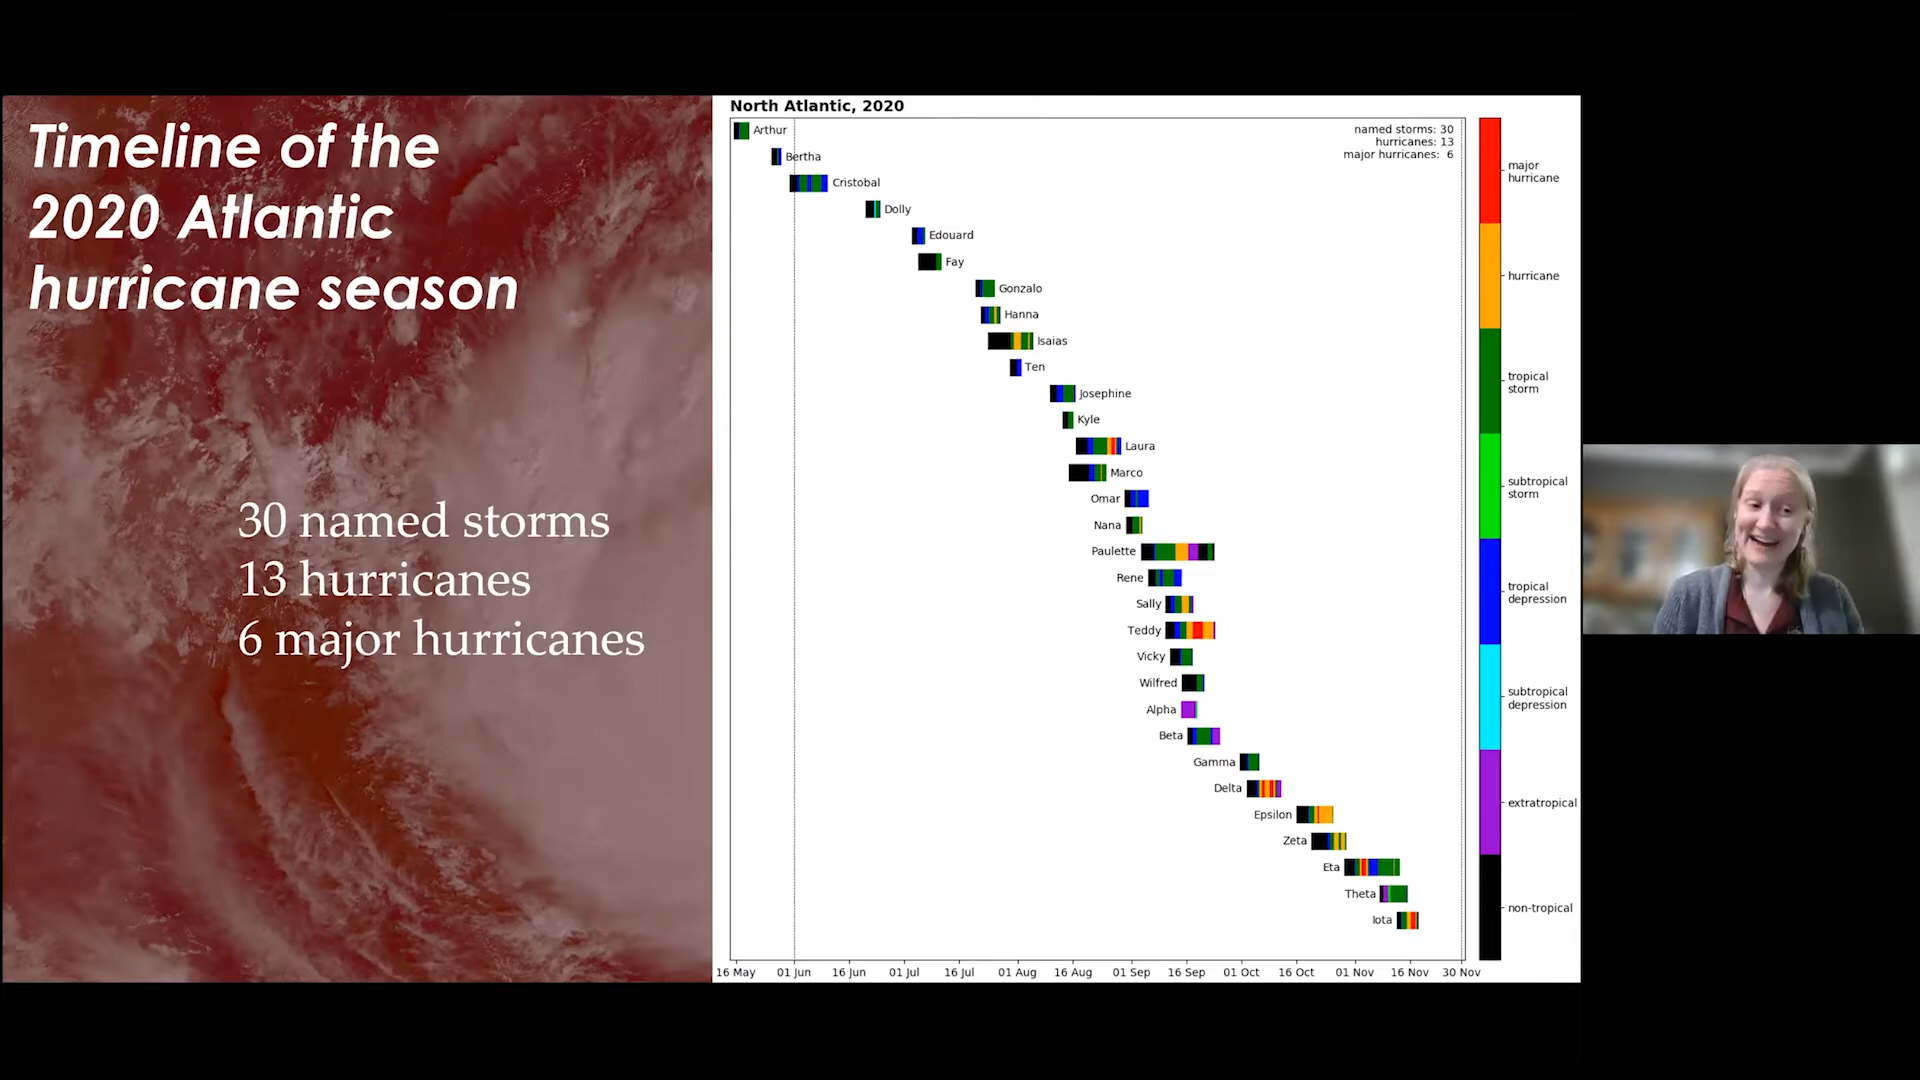 Timeline of the
2020 Atlantic
hurricane season
30 named storms
13 hurricanes
6 major hurricanes
North Atlantic, 2020
named storms: 30
hurricanes: 13
major hurricanes: 6
Arthur
Bertha
Cristobal
Dolly
Edouard
Fay
Gonzalo
Hanna
Isaias
Ten
Josephine
Kyle
Laura
Marco
Omar
Nana
Paulette
Rene
Sally
Teddy
Vicky
Wilfred
Alpha
Beta
Gamma
Delta
Epsilon
Zeta
Eta
Theta
Iota
16 May 01 Jun 16 Jun 01 Jul 16 Jul 01 Aug 16 Aug 01 Sep 16 Sep 01 Oct 16 Oct 01 Nov 16 Nov 30 Nov
major
hurricane
hurricane
tropical
storm
subtropical
storm
tropical
depression
subtropical
depression
extratropical
non-tropical